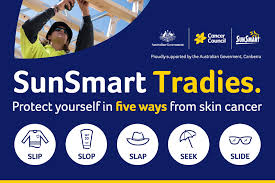 Australian Government
Cancer
Council
SunSmart
Proudly supported by the Australian Government, Canberra
SunSmart Tradies.
Protect yourself in five ways from skin cancer
SLIP
SLOP
SLAP
SEEK
SLIDE